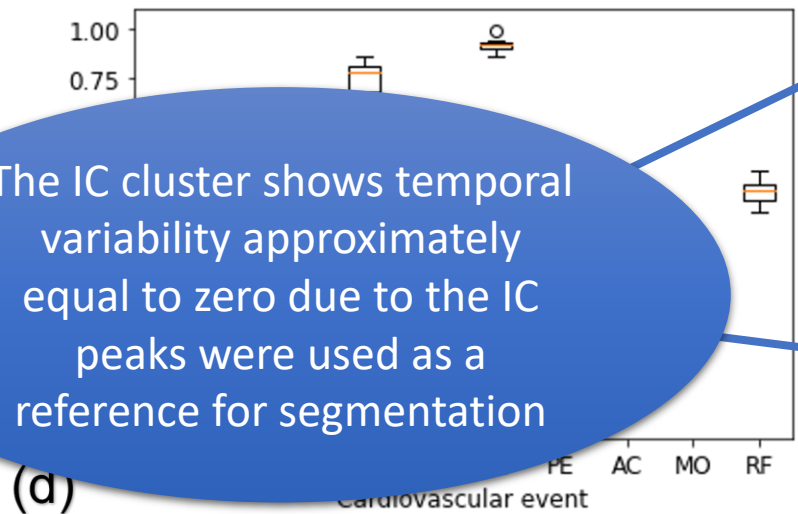 1.00
0.75
The IC cluster shows temporal
variability approximately
equal to zero due to the IC
peaks were used as a
reference for segmentation
PE AC MO RF
(d)
Cardiovascular event